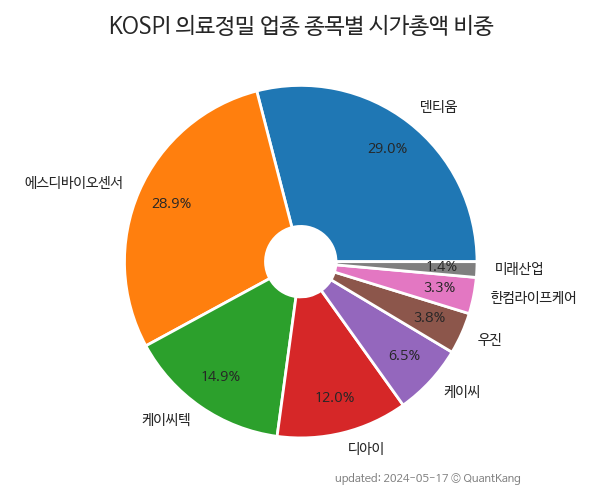 KOSPI 의료정밀 업종 종목별 시가총액 비중
덴티움
29.0%
에스디바이오센서
28.9%
케이씨텍
14.9%
디아이
12.0%
케이씨
6.5%
우진
3.8%
한컴라이프케어
3.3%
미래산업
1.4%
updated: 2024-05-17 © QuantKang